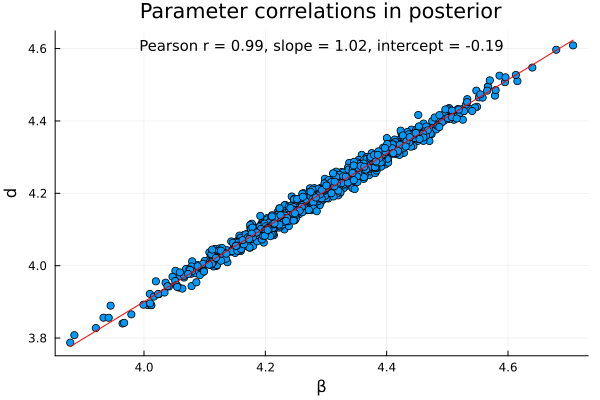 Parameter correlations in posterior
Pearson r = 0.99, slope = 1.02, intercept = -0.19
d
4.6
4.4
4.2
4.0
3.8
4.0 4.2 4.4 4.6
β